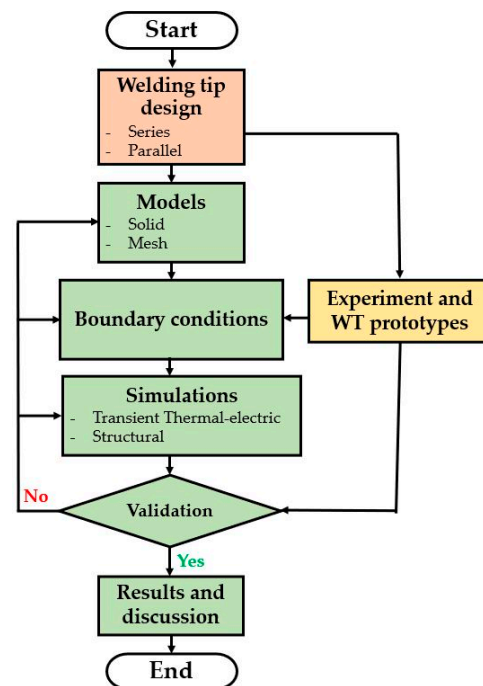 Start
Welding tip
design
- Series
- Parallel
Models
- Solid
- Mesh
Boundary conditions
Experiment and
WT prototypes
Simulations
- Transient Thermal-electric
- Structural
No
Validation
Yes
Results and
discussion
End